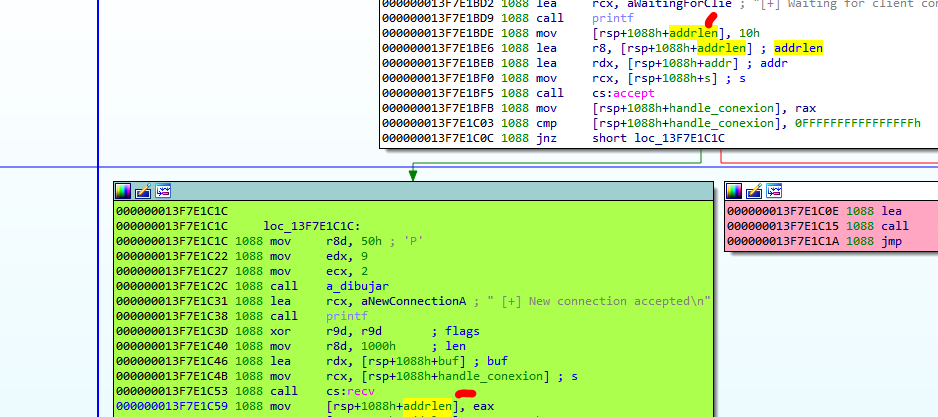 000000013F7E1BD2 1088 lea rcx, aWaitingForClie ; "[+] Waiting for client con
000000013F7E1BD9 1088 call printf
000000013F7E1BDE 1088 mov [rsp+1088h+addrlen], 10h
000000013F7E1BE6 1088 lea r8, [rsp+1088h+addrlen] ; addrlen
000000013F7E1BEB 1088 lea rdx, [rsp+1088h+addr] ; addr
000000013F7E1BF0 1088 mov rcx, [rsp+1088h+s] ; s
000000013F7E1BF5 1088 call cs:accept
000000013F7E1BFB 1088 mov [rsp+1088h+handle_conexion], rax
000000013F7E1C03 1088 cmp [rsp+1088h+handle_conexion], 0FFFFFFFFFFFFFFFFh
000000013F7E1C0C 1088 jnz short loc_13F7E1C1C
000000013F7E1C1C
000000013F7E1C1C loc_13F7E1C1C:
000000013F7E1C1C 1088 mov r8d, 50h ; 'P'
000000013F7E1C22 1088 mov edx, 9
000000013F7E1C27 1088 mov ecx, 2
000000013F7E1C2C 1088 call a_dibujar
000000013F7E1C31 1088 lea rcx, aNewConnectionA ; " [+] New connection accepted\n"
000000013F7E1C38 1088 call printf
000000013F7E1C3D 1088 xor r9d, r9d ; flags
000000013F7E1C40 1088 mov r8d, 1000h ; len
000000013F7E1C46 1088 lea rdx, [rsp+1088h+buf] ; buf
000000013F7E1C4B 1088 mov rcx, [rsp+1088h+handle_conexion] ; s
000000013F7E1C53 1088 call cs:recv
000000013F7E1C59 1088 mov [rsp+1088h+addrlen], eax
000000013F7E1C0E 1088 lea
000000013F7E1C15 1088 call
000000013F7E1C1A 1088 jmp